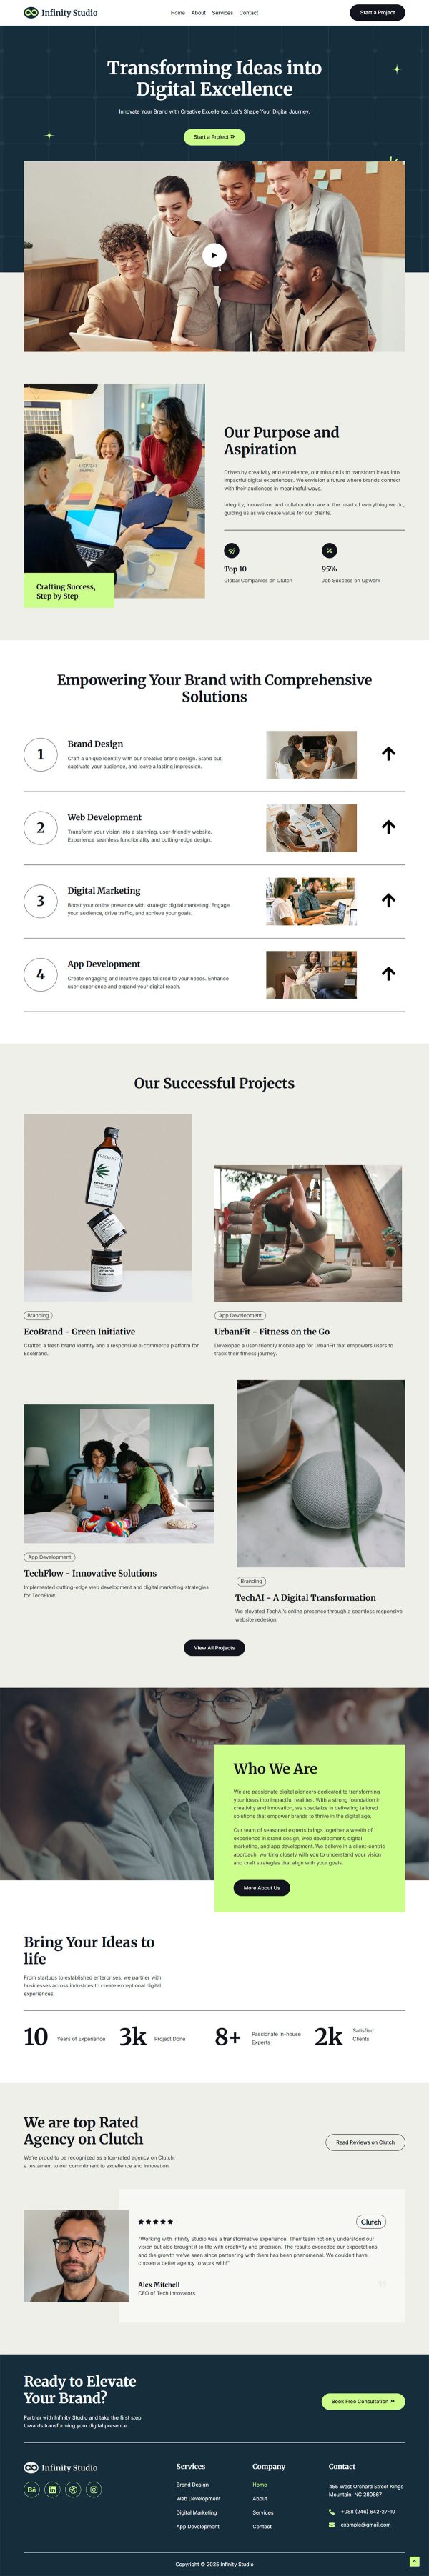 Infinity Studio
Home About Services Contact
Start a Project
Transforming Ideas into
Digital Excellence
Innovate Your Brand with Creative Excellence. Let's Shape Your Digital Journey.
Start a Project »
Crafting Success,
Step by Step
Our Purpose and
Aspiration
Driven by creativity and excellence, our mission is to transform ideas into
impactful digital experiences. We envision a future where brands connect
with their audiences in meaningful ways.
Integrity, innovation, and collaboration are at the heart of everything we do,
guiding us as we create value for our clients.
Top 10
Global Companies on Clutch
95%
Job Success on Upwork
Empowering Your Brand with Comprehensive
Solutions
1
Brand Design
Craft a unique identity with our creative brand design. Stand out,
captivate your audience, and leave a lasting impression.
2
Web Development
Transform your vision into a stunning, user-friendly website.
Experience seamless functionality and cutting-edge design.
3
Digital Marketing
Boost your online presence with strategic digital marketing. Engage
your audience, drive traffic, and achieve your goals.
4
App Development
Create engaging and intuitive apps tailored to your needs. Enhance
user experience and expand your digital reach.
Our Successful Projects
Branding
EcoBrand - Green Initiative
Crafted a fresh brand identity and a responsive e-commerce platform for
EcoBrand.
App Development
UrbanFit - Fitness on the Go
Developed a user-friendly mobile app for UrbanFit that empowers users to
track their fitness journey.
App Development
TechFlow - Innovative Solutions
Implemented cutting-edge web development and digital marketing strategies
for TechFlow.
Branding
TechAI - A Digital Transformation
We elevated TechAI's online presence through a seamless responsive
website redesign.
View All Projects
Who We Are
We are passionate digital pioneers dedicated to transforming
your ideas into impactful realities. With a strong foundation in
creativity and innovation, we specialize in delivering tailored
solutions that empower brands to thrive in the digital age.
Our team of seasoned experts brings together a wealth of
experience in brand design, web development, digital
marketing, and app development. We believe in a client-centric
approach, working closely with you to understand your vision
and craft strategies that align with your goals.
More About Us
Bring Your Ideas to
life
From startups to established enterprises, we partner with
businesses across industries to create exceptional digital
experiences.
10 Years of Experience
3k Project Done
8+ Passionate In-house
Experts
2k Satisfied
Clients
We are top Rated
Agency on Clutch
We're proud to be recognized as a top-rated agency on Clutch,
a testament to our commitment to excellence and innovation.
Read Reviews on Clutch
Clutch
"Working with Infinity Studio was a transformative experience. Their team not only understood our
vision but also brought it to life with creativity and precision. The results exceeded our expectations,
and the growth we've seen since partnering with them has been phenomenal. We couldn't have
chosen a better agency to work with!"
Alex Mitchell
CEO of Tech Innovators
Ready to Elevate
Your Brand?
Partner with Infinity Studio and take the first step
towards transforming your digital presence.
Book Free Consultation »
Infinity Studio
Bē
Services
Brand Design
Web Development
Digital Marketing
App Development
Company
Home
About
Services
Contact
Contact
455 West Orchard Street Kings
Mountain, NC 280867
+088 (246) 642-27-10
example@gmail.com
Copyright © 2025 Infinity Studio